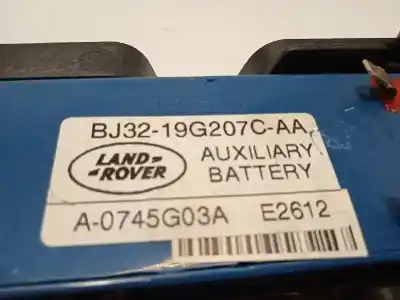 BJ32-19G207C-AA
LAND-
ROVER
AUXILIARY
BATTERY
A-0745G03A E2612